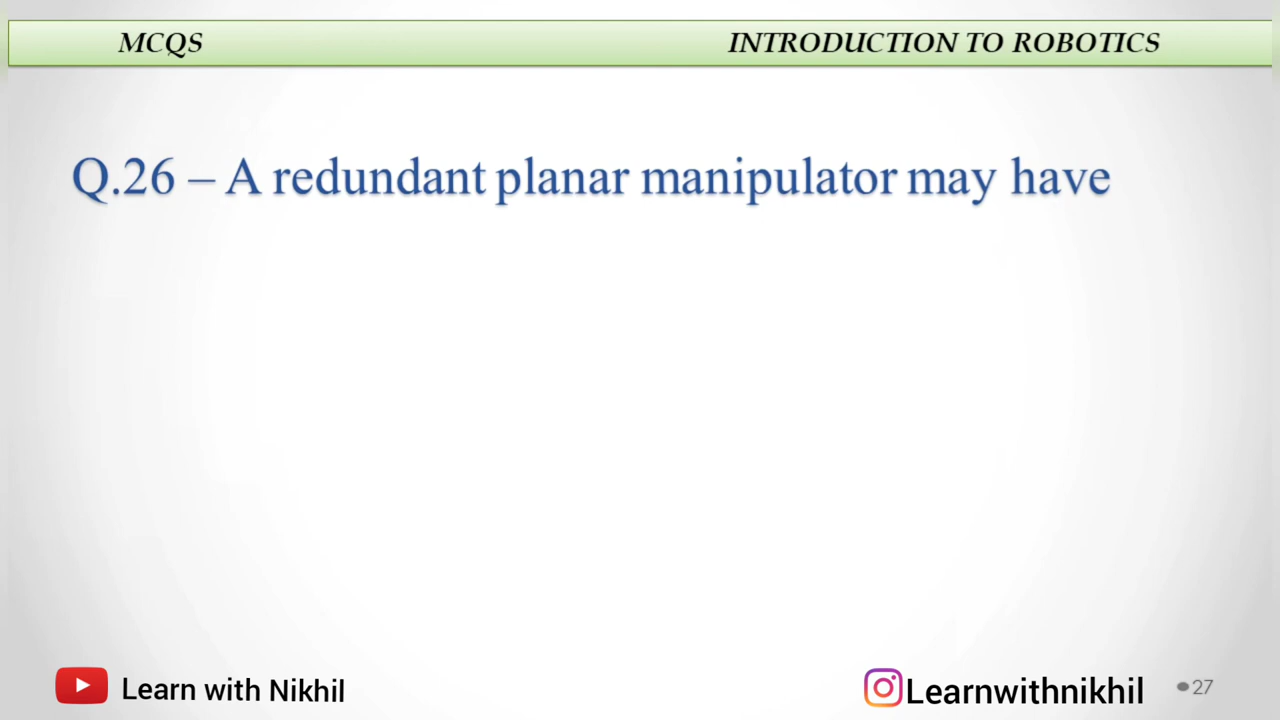 MCQS INTRODUCTION TO ROBOTICS
Q.26 – A redundant planar manipulator may have
Learn with Nikhil Learnwithnikhil 27